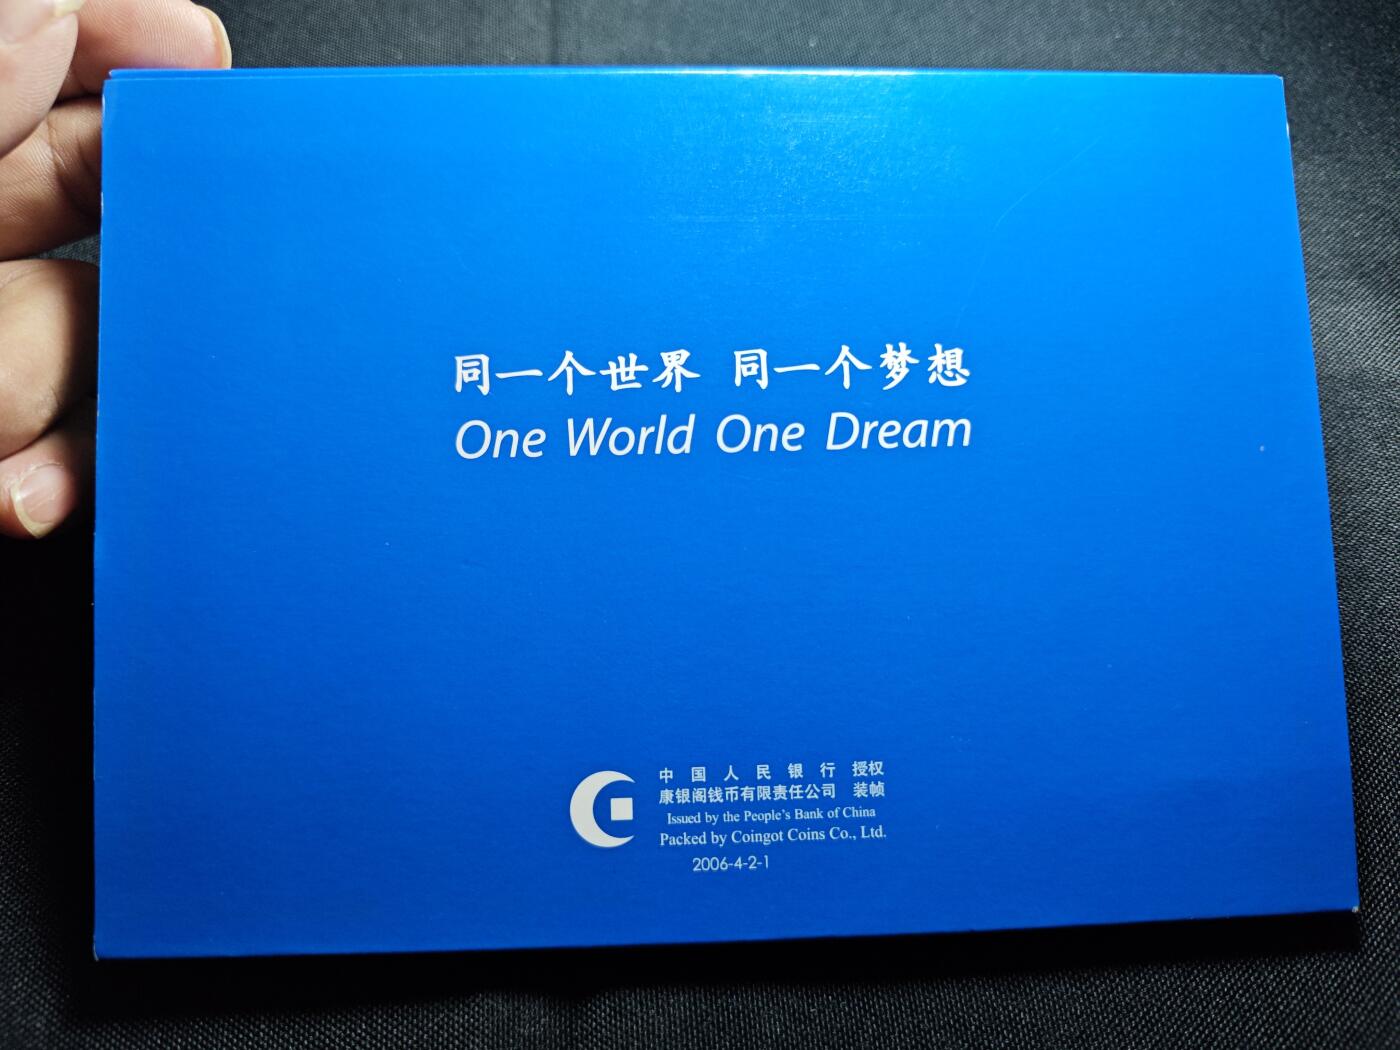 同一个世界 同一个梦想
One World One Dream
中国人民银行 授权
康银阁钱币有限责任公司 装帧
Issued by the People's Bank of China
Packed by Coingot Coins Co., Ltd.
2006-4-2-1